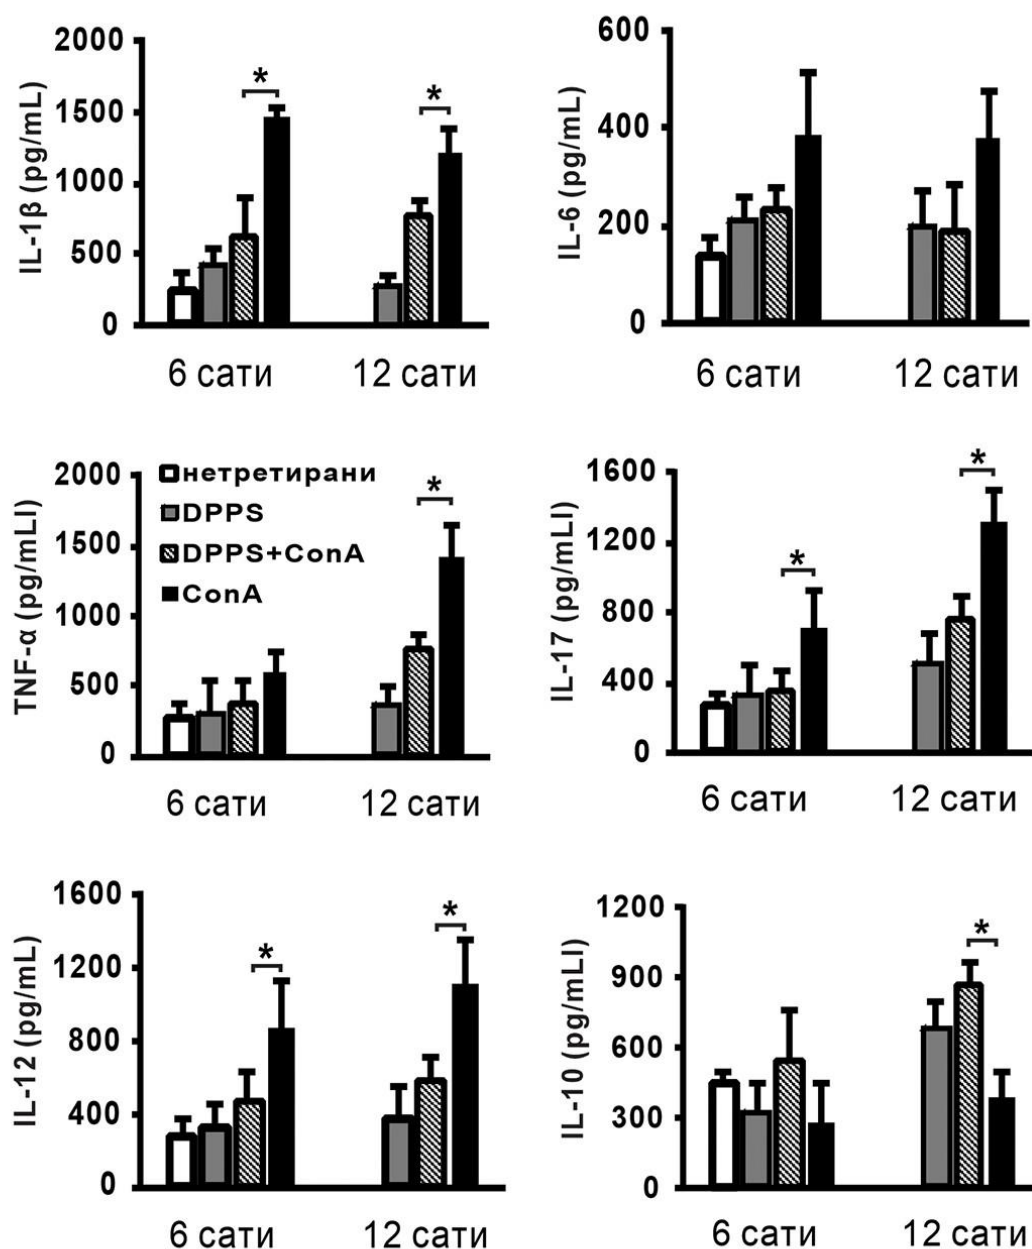 2000
1500
1000
500
0
IL-1β (pg/mL)
*
*
6 сати
12 сати
600
400
200
0
IL-6 (pg/mL)
6 сати
12 сати
2000
1500
1000
500
0
TNF-α (pg/mLl)
нетретирани
DPPS
DPPS+ConA
ConA
*
6 сати
12 сати
1600
1200
800
400
0
IL-17 (pg/mLl)
*
*
6 сати
12 сати
1600
1200
800
400
0
IL-12 (pg/mL)
*
*
6 сати
12 сати
1200
900
600
300
0
IL-10 (pg/mLl)
*
6 сати
12 сати